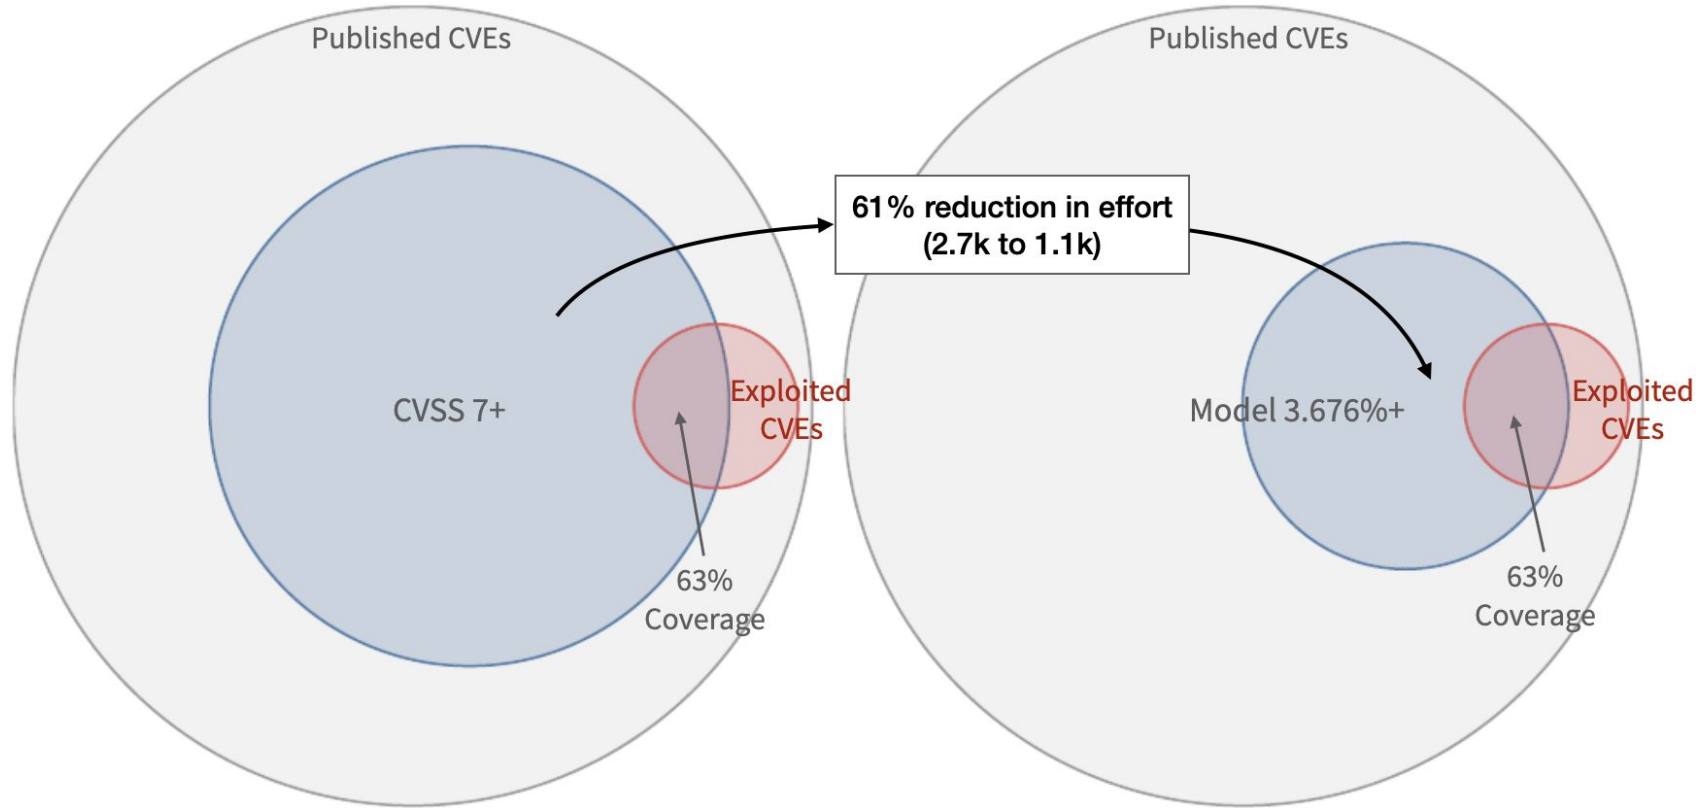 Published CVEs
CVSS 7+
Exploited
CVEs
63%
Coverage
61% reduction in effort
(2.7k to 1.1k)
Published CVEs
Model 3.676%+
Exploited
CVEs
63%
Coverage